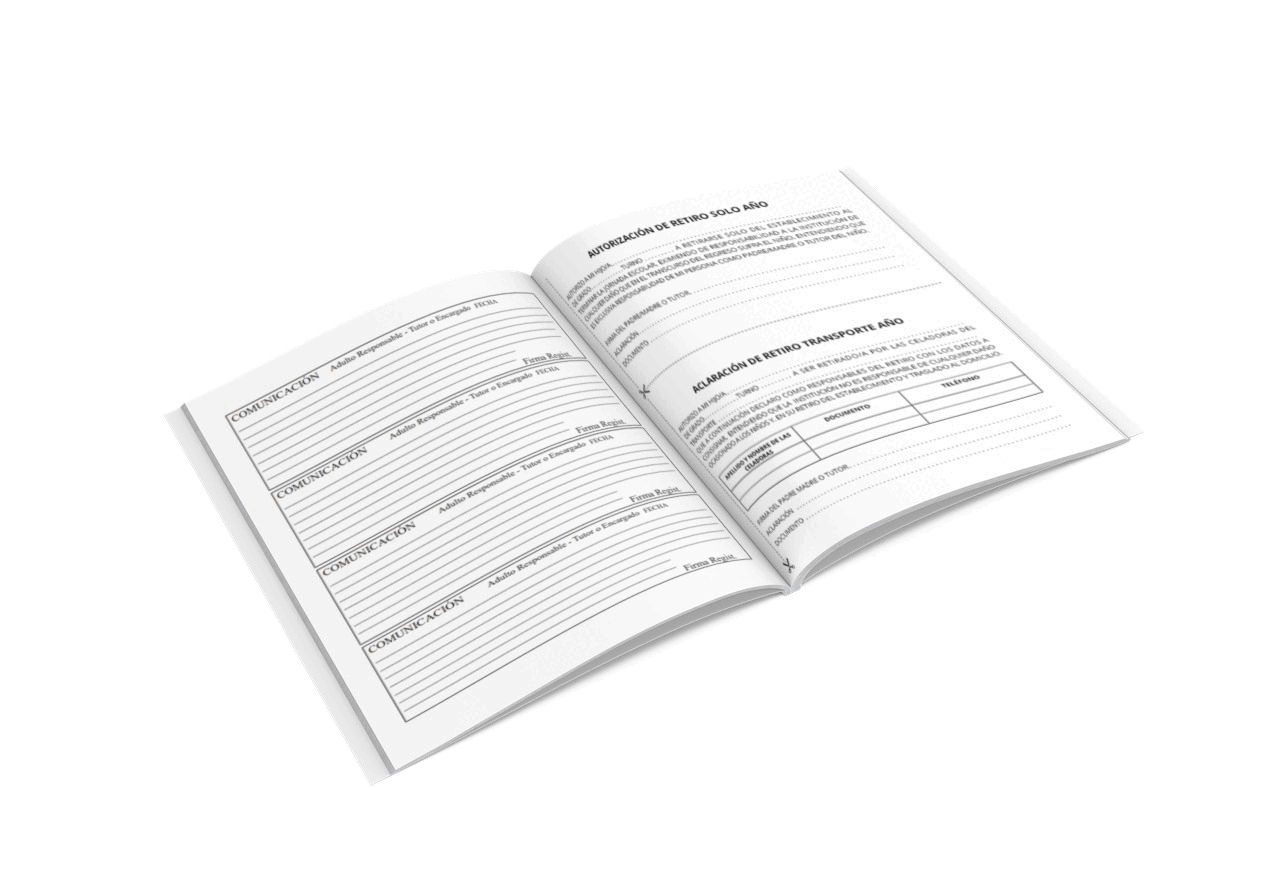 COMUNICACIÓN Adulto Responsable - Tutor o Encargado FECHA
Firma Regist.
COMUNICACIÓN Adulto Responsable - Tutor o Encargado FECHA
Firma Regist.
COMUNICACIÓN Adulto Responsable - Tutor o Encargado FECHA
Firma Regist.
COMUNICACIÓN Adulto Responsable - Tutor o Encargado FECHA
Firma Regist.
AUTORIZACIÓN DE RETIRO SOLO AÑO
AUTORIZO A MI HIJO/A
DE GRADO TURNO A RETIRARSE SOLO DEL ESTABLECIMIENTO AL
TERMINAR LA JORNADA ESCOLAR, EXIMIENDO DE RESPONSABILIDAD A LA INSTITUCIÓN DE
CUALQUIER DAÑO QUE EN EL TRANSCURSO DEL REGRESO SUFRA EL NIÑO, ENTENDIENDO QUE
ES EXCLUSIVA RESPONSABILIDAD DE MI PERSONA COMO PADRE/MADRE O TUTOR DEL NIÑO.
FIRMA DEL PADRE/MADRE O TUTOR
ACLARACIÓN
DOCUMENTO
ACLARACIÓN DE RETIRO TRANSPORTE AÑO
AUTORIZO A MI HIJO/A
DE GRADO TURNO A SER RETIRADO/A POR LAS CELADORAS DEL
TRANSPORTE
QUE A CONTINUACIÓN DECLARO COMO RESPONSABLES DEL RETIRO CON LOS DATOS A
CONSIGNAR, ENTENDIENDO QUE LA INSTITUCIÓN NO ES RESPONSABLE DE CUALQUIER DAÑO
OCASIONADO A LOS NIÑOS Y, EN SU RETIRO DEL ESTABLECIMIENTO Y TRASLADO AL DOMICILIO.
APELLIDO Y NOMBRE DE LAS CELADORAS DOCUMENTO TELÉFONO
FIRMA DEL PADRE MADRE O TUTOR
ACLARACIÓN
DOCUMENTO